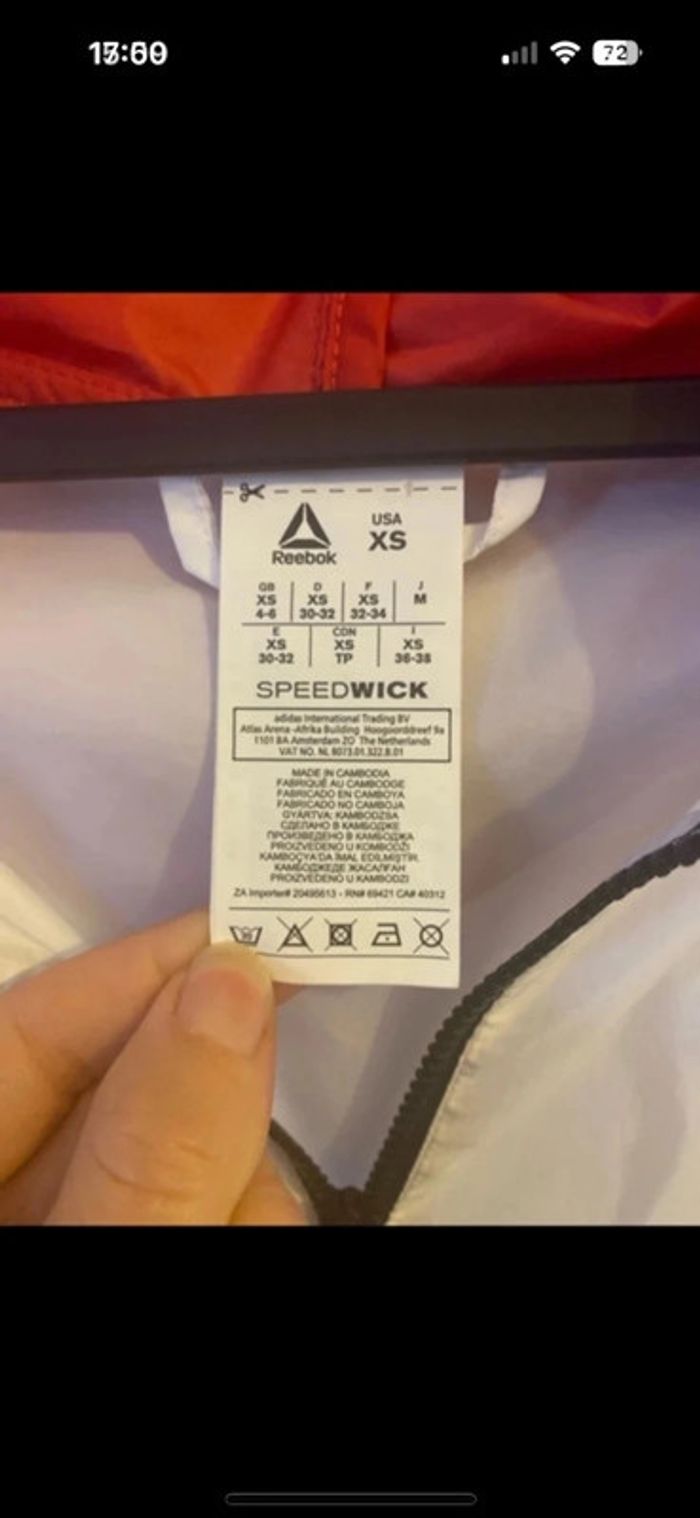 72
Reebok
USA
XS
GB D F J
XS XS XS M
4-6 30-32 32-34
E CDN I
XS XS XS
30-32 TP 36-38
SPEEDWICK
adidas International Trading BV
Atlas Arena -Afrika Building Hoogoorddreef 9a
1101 BA Amsterdam ZO The Netherlands
VAT NO. NL 8073.01.322.B.01
MADE IN CAMBODIA
FABRIQUÉ AU CAMBODGE
FABRICADO EN CAMBOYA
FABRICADO NO CAMBOJA
GYÁRTVA: KAMBODZSA
СДЕЛАНО В КАМБОДЖЕ
ПРОИЗВЕДЕНО В КАМБОДЖА
PROIZVEDENO U KOMBODŽI
KAMBOÇYA'DA İMAL EDİLMİŞTİR.
КАМБОДЖЕДЕ ЖАСАЛҒАН
PROIZVEDENO U KAMBODŽI
ZA Importer# 20495613 - RN# 69421 CA# 40312